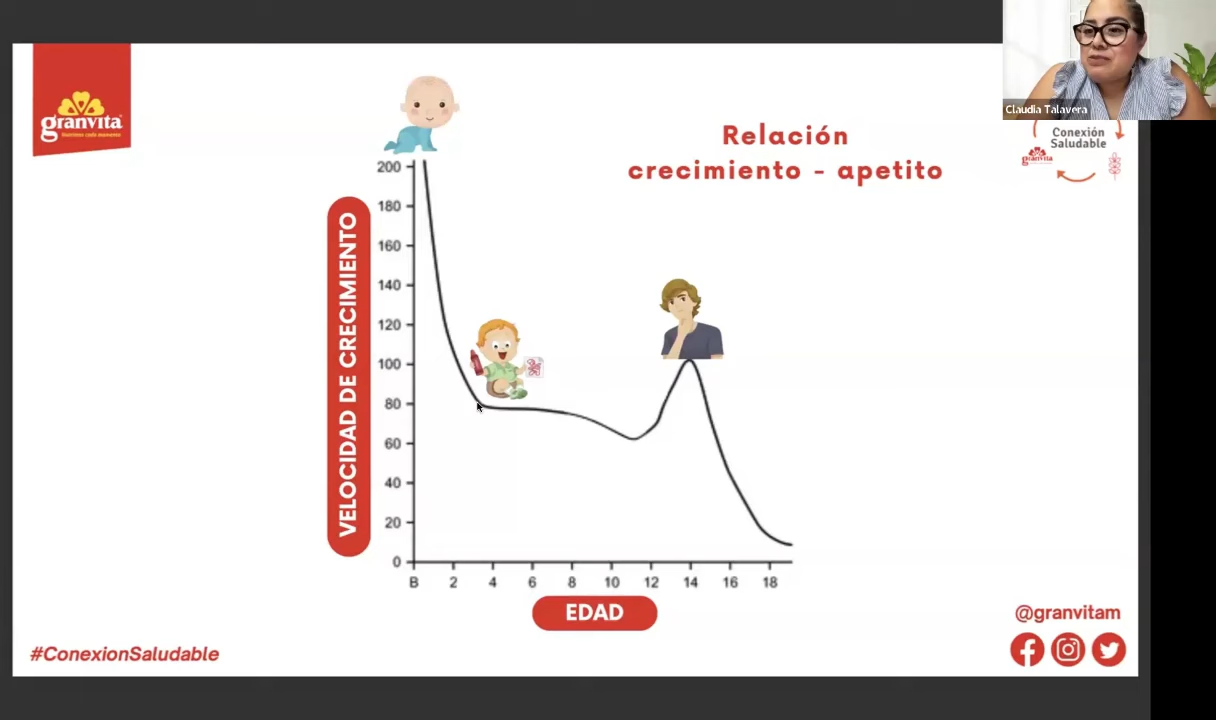 granvita
Nutrimos cada momento
Claudia Talavera
Conexión
Saludable
granvita
Relación
crecimiento - apetito
VELOCIDAD DE CRECIMIENTO
200
180
160
140
120
100
80
60
40
20
0
B 2 4 6 8 10 12 14 16 18
EDAD
@granvitam
#ConexionSaludable